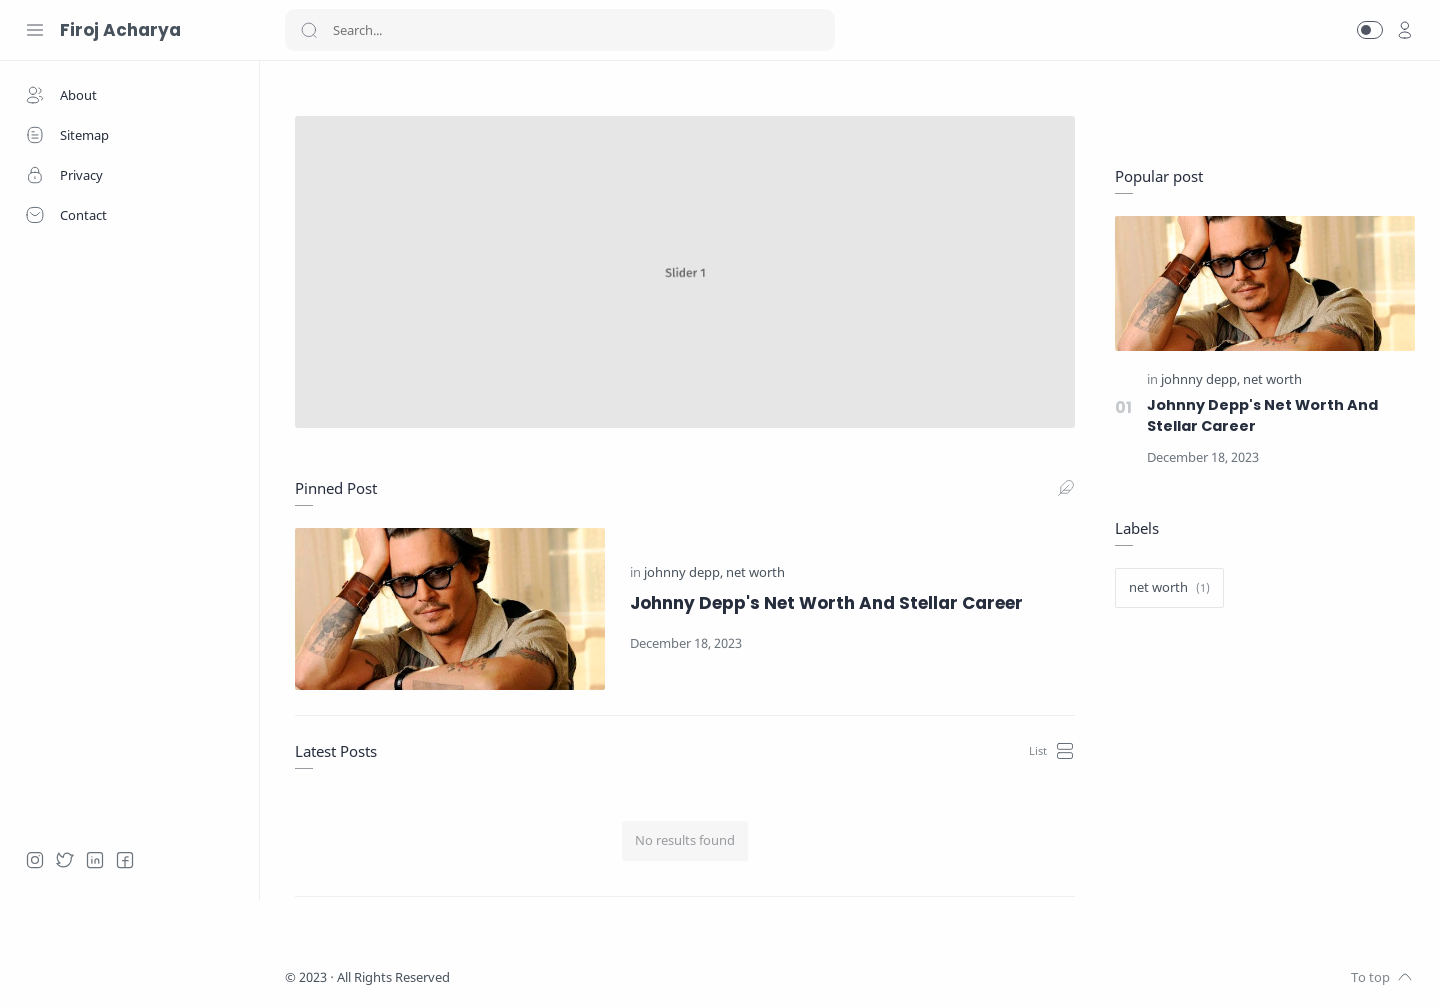 Firoj Acharya
Search...
About
Sitemap
Privacy
Contact
Slider 1
Pinned Post
in johnny depp, net worth
Johnny Depp's Net Worth And Stellar Career
December 18, 2023
Latest Posts
List
No results found
Popular post
in johnny depp, net worth
01
Johnny Depp's Net Worth And
Stellar Career
December 18, 2023
Labels
net worth (1)
© 2023 · All Rights Reserved
To top